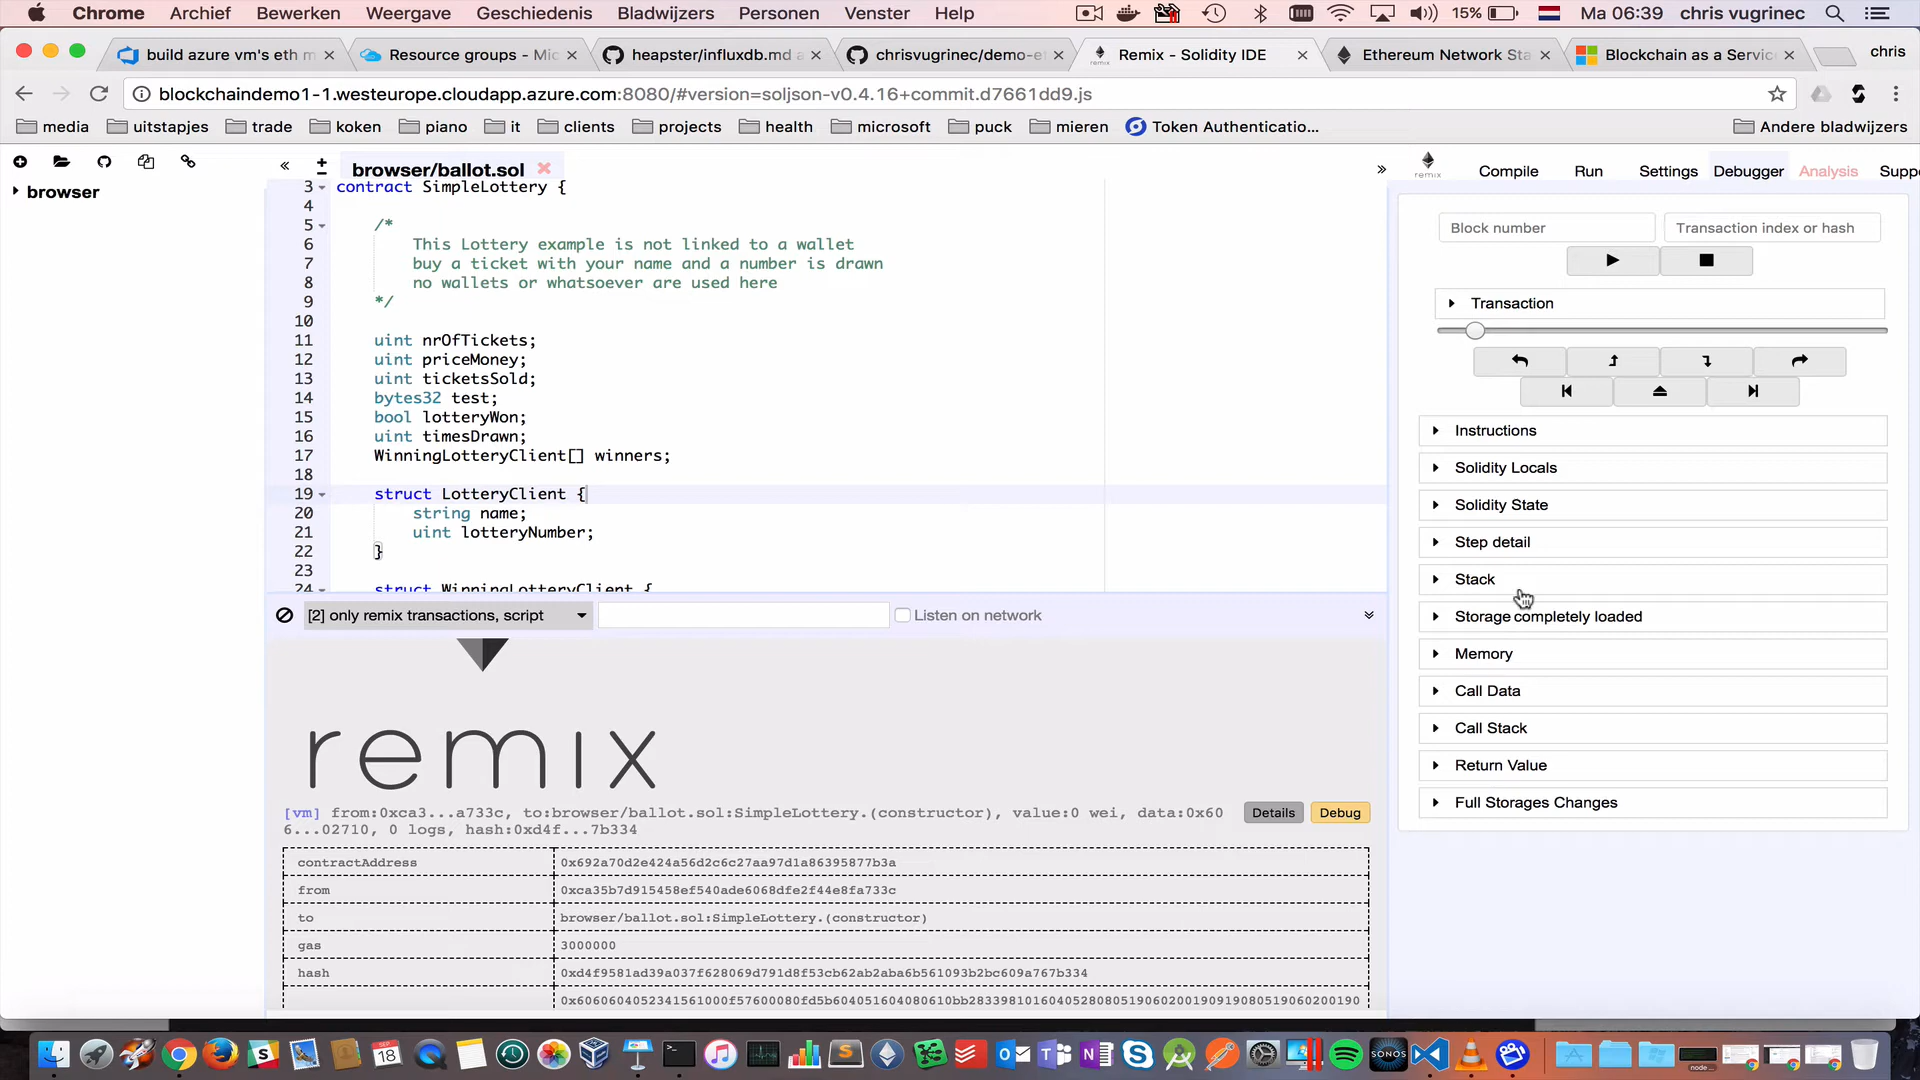 Chrome Archief Bewerken Weergave Geschiedenis Bladwijzers Personen Venster Help 15% Ma 06:39 chris vugrinec
build azure vm's eth m Resource groups - Mic heapster/influxdb.md a chrisvugrinec/demo-e Remix - Solidity IDE Ethereum Network Sta Blockchain as a Servic chris
blockchaindemo1-1.westeurope.cloudapp.azure.com:8080/#version=soljson-v0.4.16+commit.d7661dd9.js
media uitstapjes trade koken piano it clients projects health microsoft puck mieren Token Authenticatio... Andere bladwijzers
browser
browser/ballot.sol
3 contract SimpleLottery {
4
5 /*
6 This Lottery example is not linked to a wallet
7 buy a ticket with your name and a number is drawn
8 no wallets or whatsoever are used here
9 */
10
11 uint nrOfTickets;
12 uint priceMoney;
13 uint ticketsSold;
14 bytes32 test;
15 bool lotteryWon;
16 uint timesDrawn;
17 WinningLotteryClient[] winners;
18
19 struct LotteryClient {
20 string name;
21 uint lotteryNumber;
22 }
23
24 struct WinningLotteryClient {
[2] only remix transactions, script Listen on network
remix
[vm] from:0xca3...a733c, to:browser/ballot.sol:SimpleLottery.(constructor), value:0 wei, data:0x60
6...02710, 0 logs, hash:0xd4f...7b334
Details Debug
contractAddress 0x692a70d2e424a56d2c6c27aa97d1a86395877b3a
from 0xca35b7d915458ef540ade6068dfe2f44e8fa733c
to browser/ballot.sol:SimpleLottery.(constructor)
gas 3000000
hash 0xd4f9581ad39a037f628069d791d8f53cb62ab2aba6b561093b2bc609a767b334
0x6060604052341561000f57600080fd5b604051604080610bb283398101604052808051906020019091908051906020019​0
remix Compile Run Settings Debugger Analysis Suppo
Block number Transaction index or hash
Transaction
Instructions
Solidity Locals
Solidity State
Step detail
Stack
Storage completely loaded
Memory
Call Data
Call Stack
Return Value
Full Storages Changes
SEP
18
SONOS